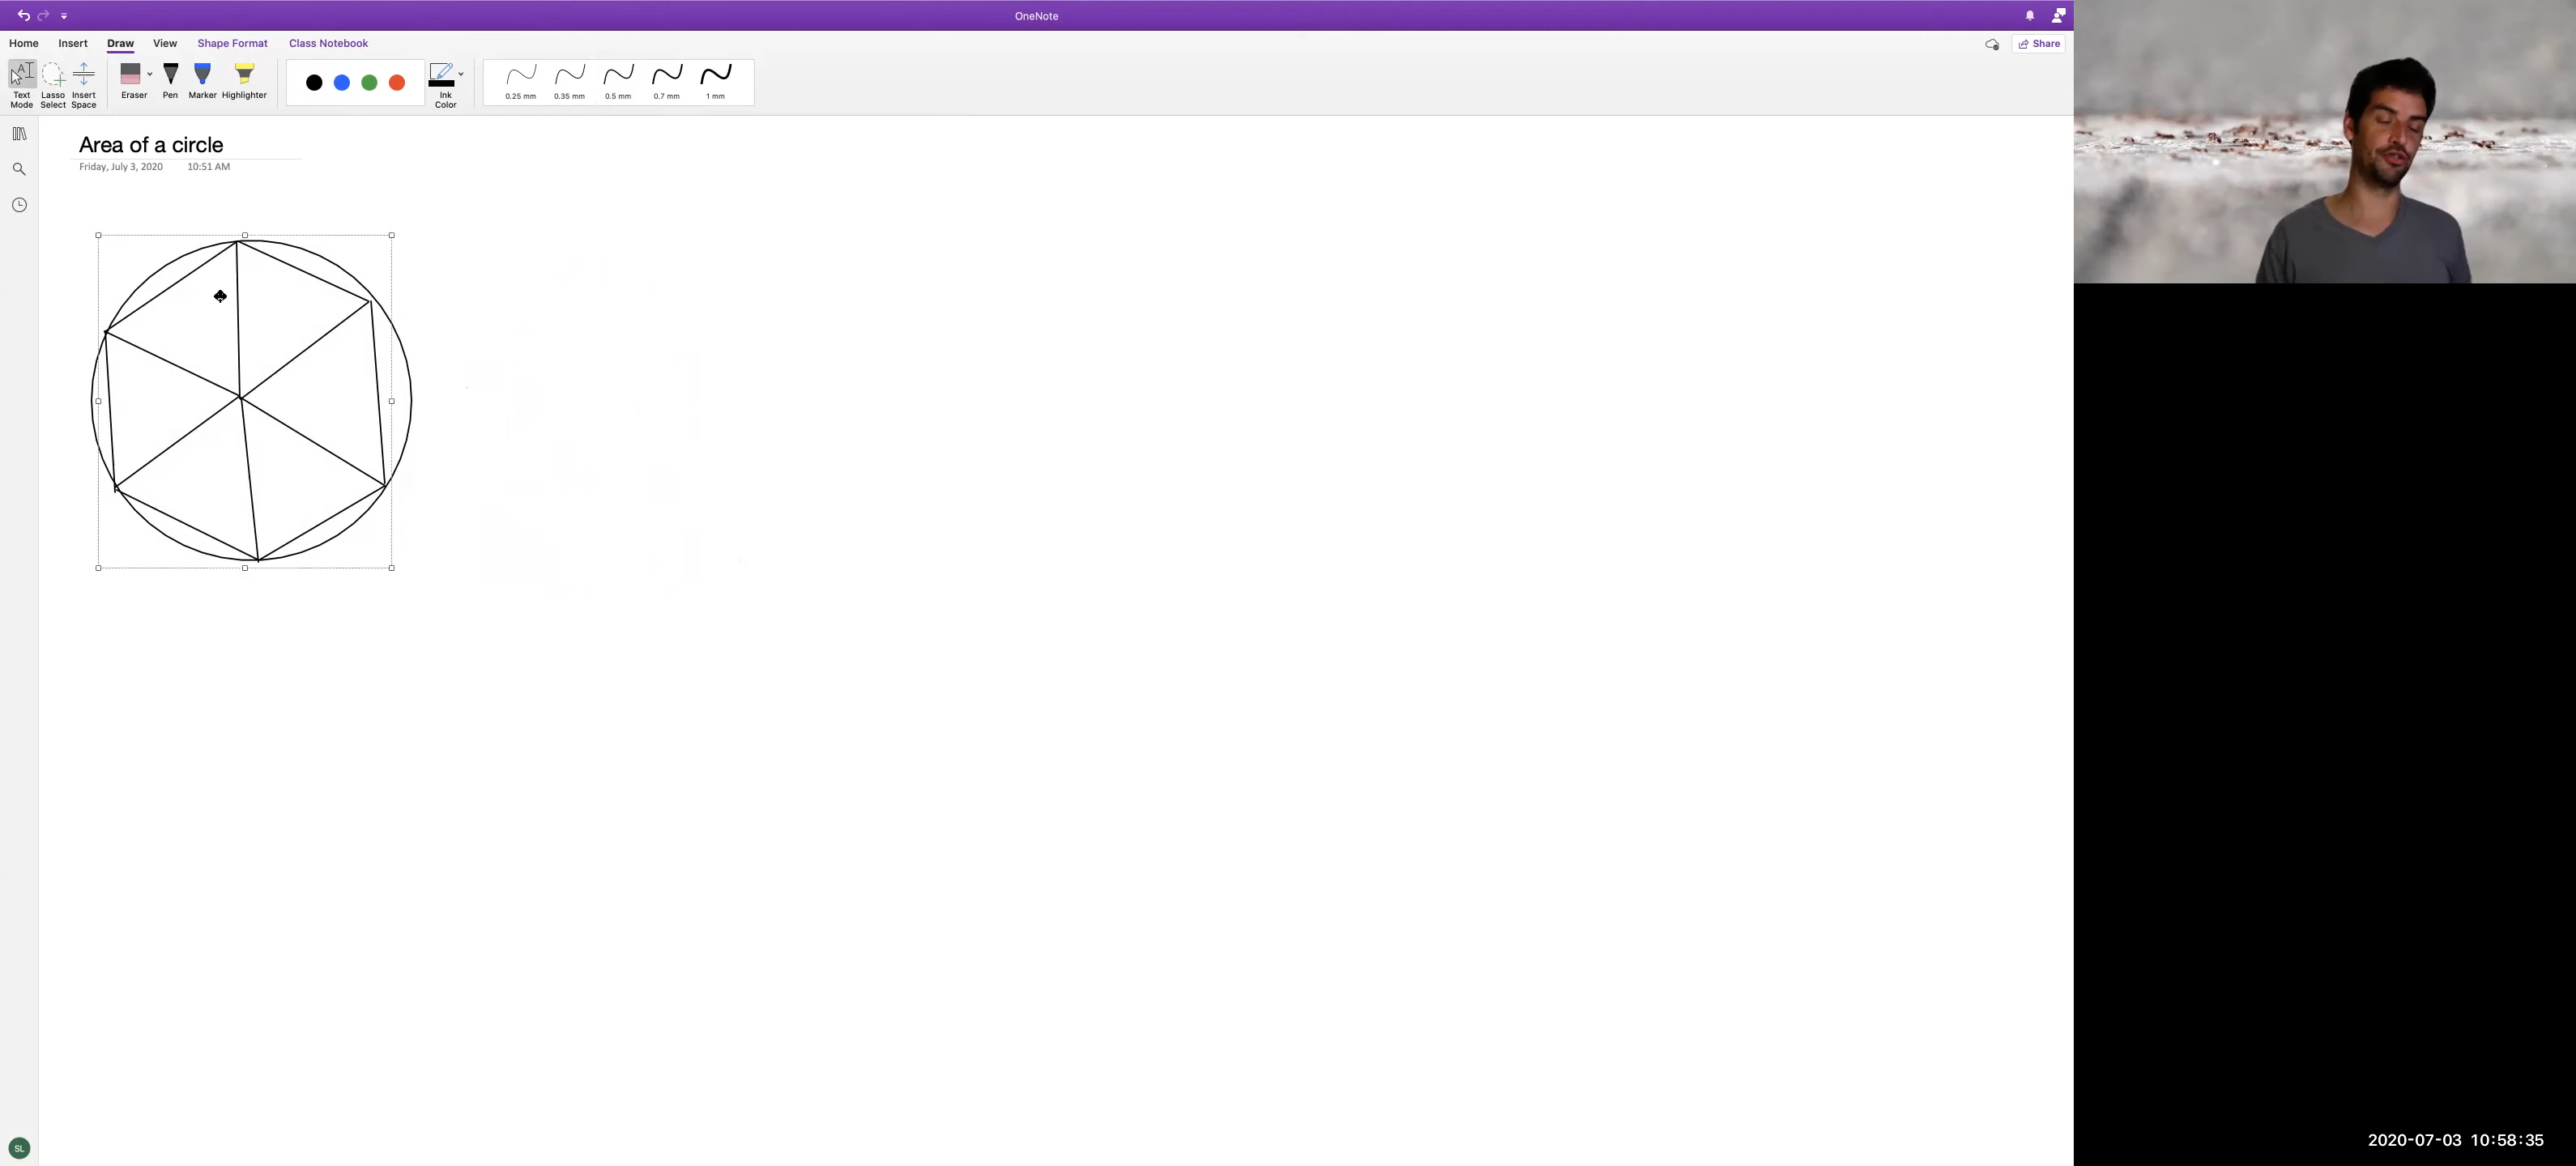 OneNote
Home Insert Draw View Shape Format Class Notebook
Share
Text Mode
Lasso Select
Insert Space
Eraser
Pen
Marker
Highlighter
Ink Color
0.25 mm
0.35 mm
0.5 mm
0.7 mm
1 mm
Area of a circle
Friday, July 3, 2020 10:51 AM
SL
2020-07-03 10:58:35